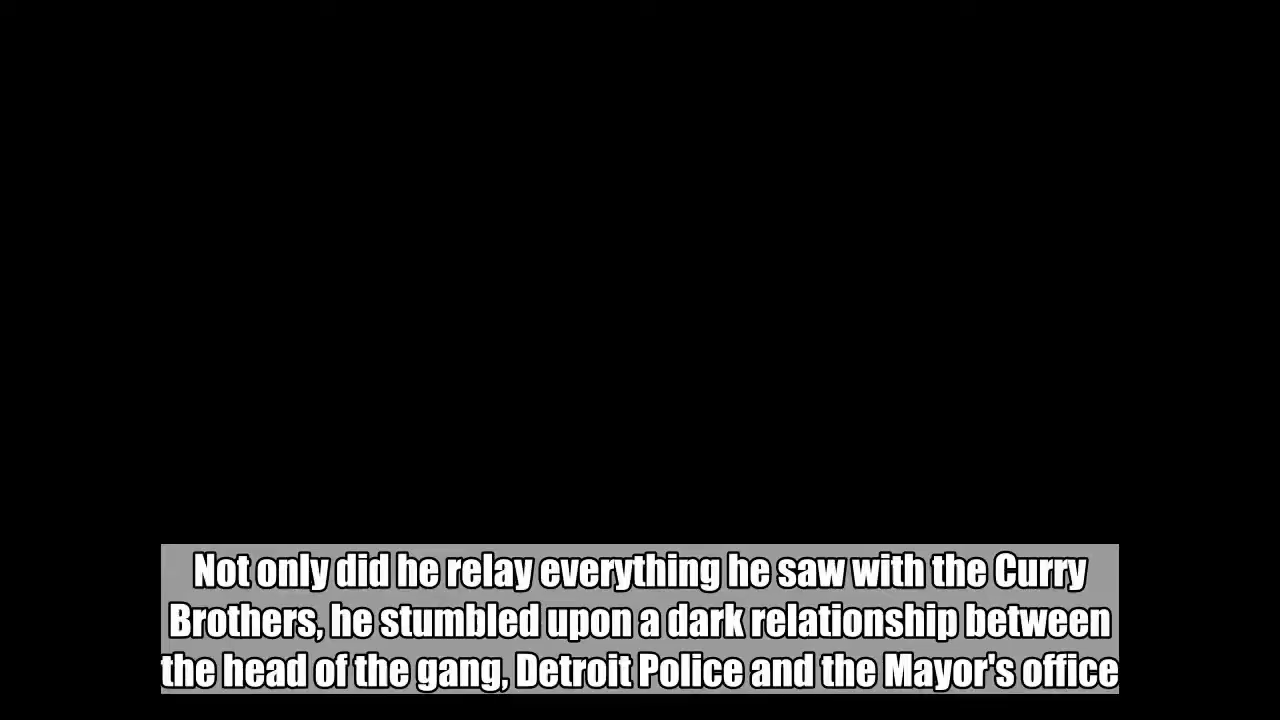 Not only did he relay everything he saw with the Curry
Brothers, he stumbled upon a dark relationship between
the head of the gang, Detroit Police and the Mayor's office